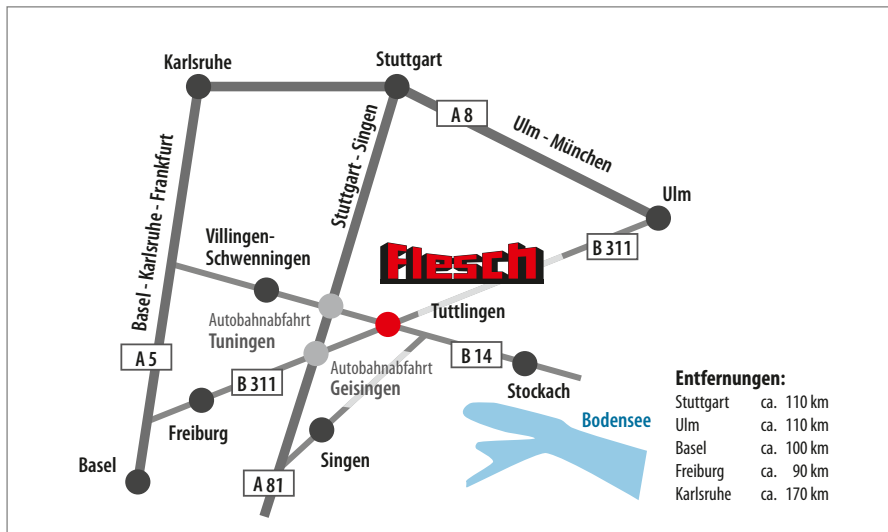 Karlsruhe
Stuttgart
A 8
Ulm - München
Basel - Karlsruhe - Frankfurt
Stuttgart - Singen
Ulm
Villingen-
Schwenningen
B 311
flesch
Tuttlingen
Autobahnabfahrt
Tuningen
A 5
B 311
Autobahnabfahrt
Geisingen
B 14
Stockach
Freiburg
Singen
Basel
A 81
Bodensee
Entfernungen:
Stuttgart ca. 110 km
Ulm ca. 110 km
Basel ca. 100 km
Freiburg ca. 90 km
Karlsruhe ca. 170 km